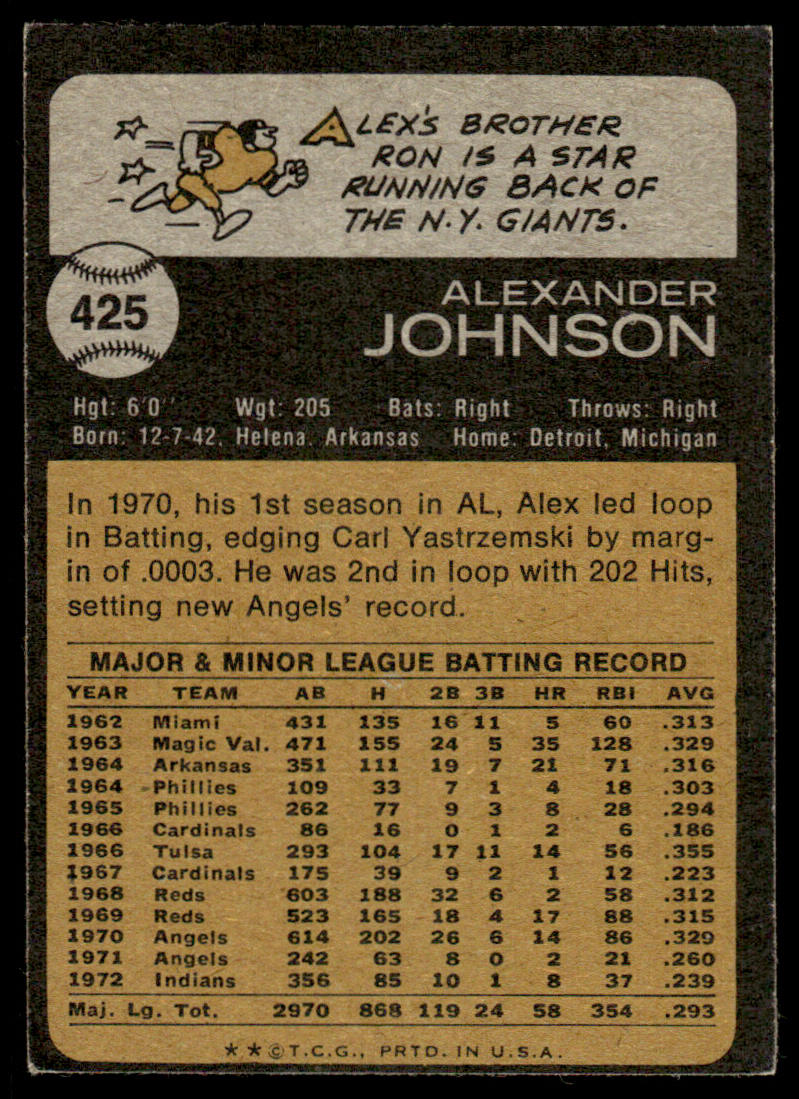 ALEX'S BROTHER
RON IS A STAR
RUNNING BACK OF
THE N.Y. GIANTS.
425
ALEXANDER
JOHNSON
Hgt: 6'0'' Wgt: 205 Bats: Right Throws: Right
Born: 12-7-42, Helena, Arkansas Home: Detroit, Michigan
In 1970, his 1st season in AL, Alex led loop
in Batting, edging Carl Yastrzemski by marg-
in of .0003. He was 2nd in loop with 202 Hits,
setting new Angels' record.
MAJOR & MINOR LEAGUE BATTING RECORD
YEAR TEAM AB H 2B 3B HR RBI AVG
1962 Miami 431 135 16 11 5 60 .313
1963 Magic Val. 471 155 24 5 35 128 .329
1964 Arkansas 351 111 19 7 21 71 .316
1964 Phillies 109 33 7 1 4 18 .303
1965 Phillies 262 77 9 3 8 28 .294
1966 Cardinals 86 16 0 1 2 6 .186
1966 Tulsa 293 104 17 11 14 56 .355
1967 Cardinals 175 39 9 2 1 12 .223
1968 Reds 603 188 32 6 2 58 .312
1969 Reds 523 165 18 4 17 88 .315
1970 Angels 614 202 26 6 14 86 .329
1971 Angels 242 63 8 0 2 21 .260
1972 Indians 356 85 10 1 8 37 .239
Maj. Lg. Tot. 2970 868 119 24 58 354 .293
* * © T.C.G., PRTD. IN U.S.A.